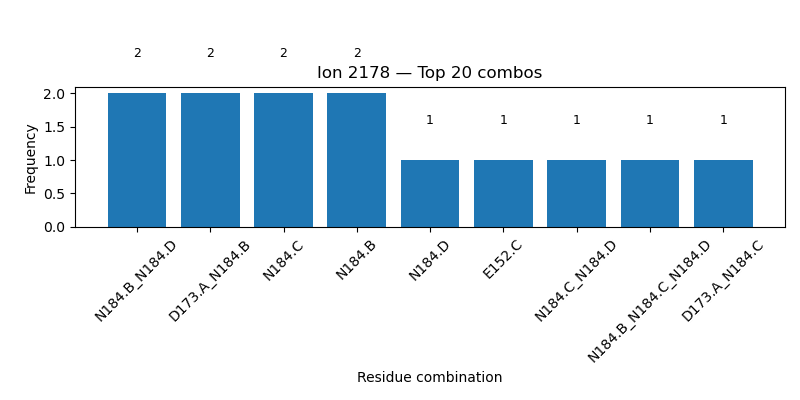 2 2 2 2
Ion 2178 — Top 20 combos
2.0
1.5
1.0
0.5
0.0
Frequency
1 1 1 1 1
N184.B_N184.D
D173.A_N184.B
N184.C
N184.B
N184.D
E152.C
N184.C_N184.D
N184.B_N184.C_N184.D
D173.A_N184.C
Residue combination